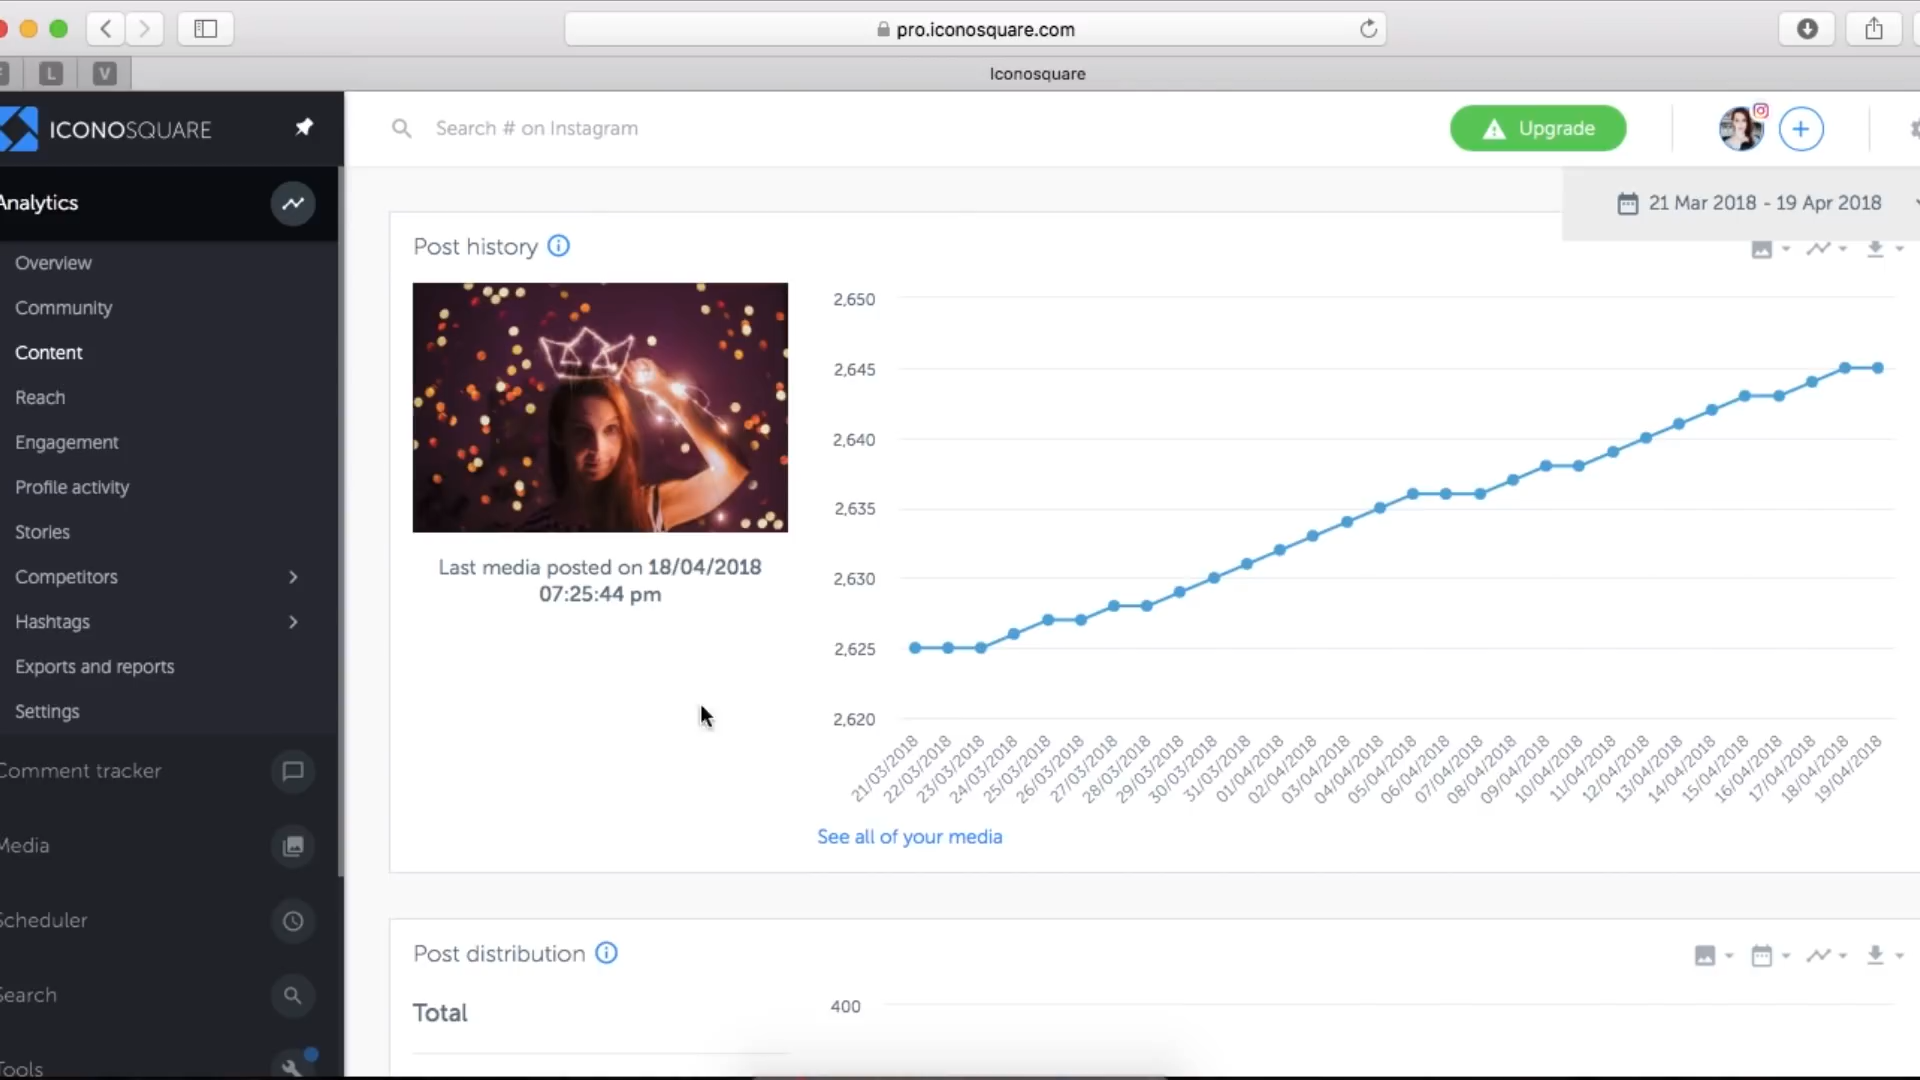 pro.iconosquare.com
L
V
Iconosquare
ICONOSQUARE
Search # on Instagram
Upgrade
Analytics
21 Mar 2018 - 19 Apr 2018
Overview
Community
Content
Reach
Engagement
Profile activity
Stories
Competitors
Hashtags
Exports and reports
Settings
Comment tracker
Media
Scheduler
Search
Tools
Post history
Last media posted on 18/04/2018
07:25:44 pm
2,650
2,645
2,640
2,635
2,630
2,625
2,620
21/03/2018
22/03/2018
23/03/2018
24/03/2018
25/03/2018
26/03/2018
27/03/2018
28/03/2018
29/03/2018
30/03/2018
31/03/2018
01/04/2018
02/04/2018
03/04/2018
04/04/2018
05/04/2018
06/04/2018
07/04/2018
08/04/2018
09/04/2018
10/04/2018
11/04/2018
12/04/2018
13/04/2018
14/04/2018
15/04/2018
16/04/2018
17/04/2018
18/04/2018
19/04/2018
See all of your media
Post distribution
Total
400